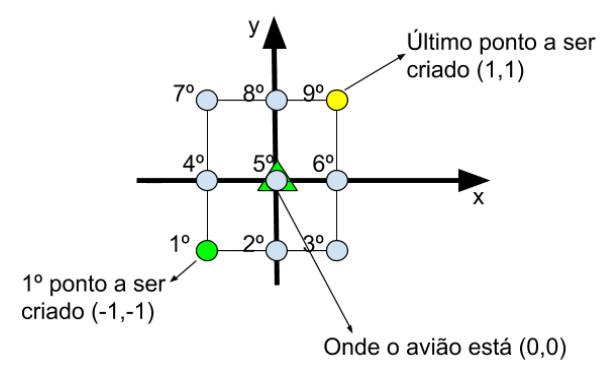 y
Último ponto a ser
criado (1,1)
7º 8º 9º
4º 5º 6º
x
1º 2º 3º
1º ponto a ser
criado (-1,-1)
Onde o avião está (0,0)